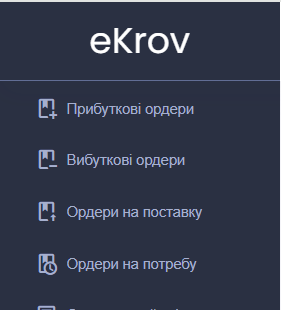 eKrov
Прибуткові ордери
Вибуткові ордери
Ордери на поставку
Ордери на потребу